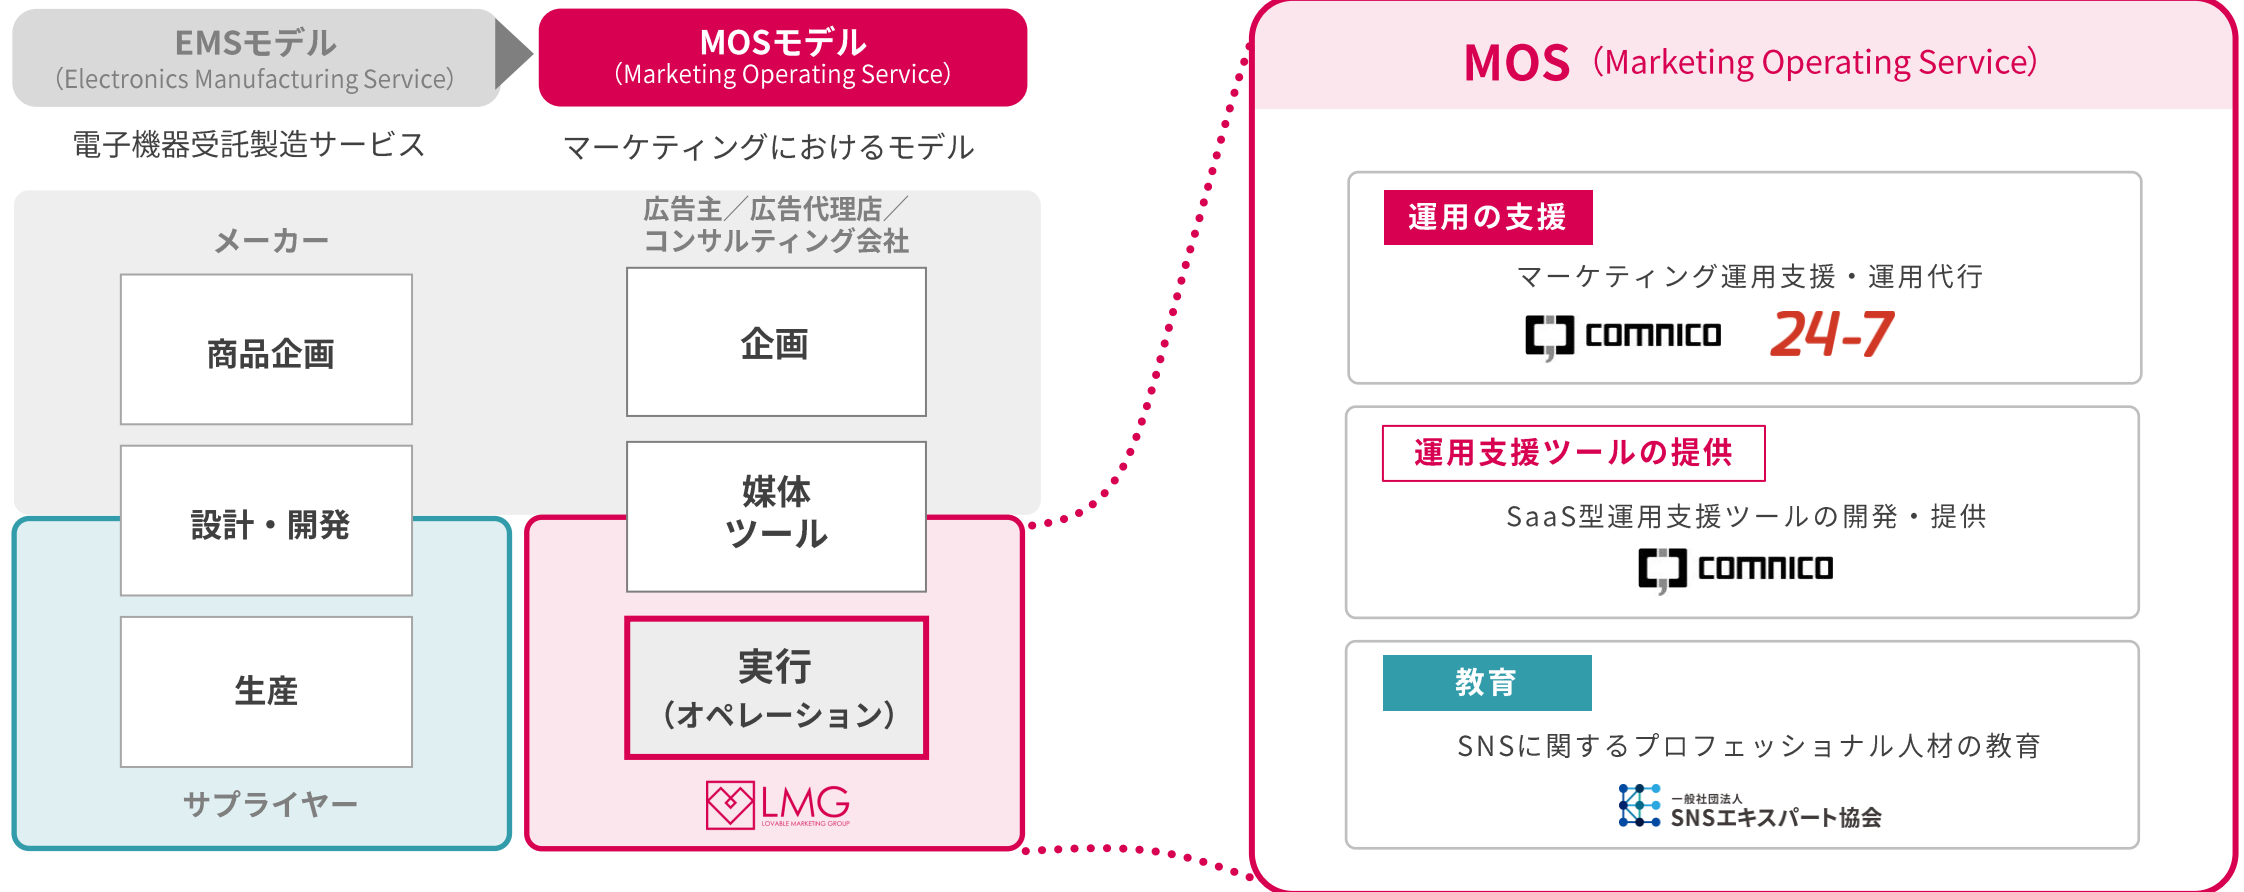 EMSモデル
（Electronics Manufacturing Service）
電子機器受託製造サービス
メーカー
商品企画
設計・開発
生産
サプライヤー
MOSモデル
（Marketing Operating Service）
マーケティングにおけるモデル
広告主／広告代理店／
コンサルティング会社
企画
媒体
ツール
実行
（オペレーション）
LMG
LOVABLE MARKETING GROUP
MOS（Marketing Operating Service）
運用の支援
マーケティング運用支援・運用代行
comnico 24-7
運用支援ツールの提供
SaaS型運用支援ツールの開発・提供
comnico
教育
SNSに関するプロフェッショナル人材の教育
一般社団法人
SNSエキスパート協会